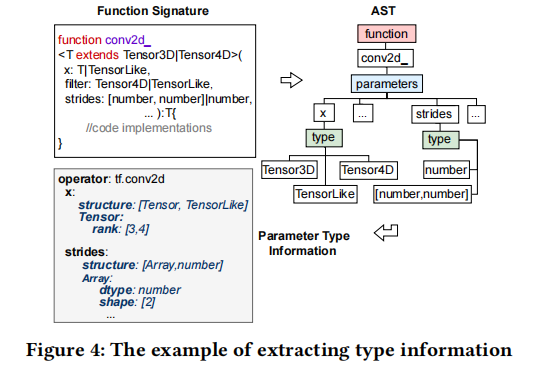 Function Signature
function conv2d_
<T extends Tensor3D|Tensor4D>(
x: T|TensorLike,
filter: Tensor4D|TensorLike,
strides: [number, number]|number,
... ):T{
//code implementations
}
AST
function
conv2d_
parameters
x
...
strides
...
type
type
Tensor3D
Tensor4D
number
TensorLike
[number,number]
operator: tf.conv2d
x:
structure: [Tensor, TensorLike]
Tensor:
rank: [3,4]
strides:
structure: [Array,number]
Array:
dtype: number
shape: [2]
...
Parameter Type
Information
Figure 4: The example of extracting type information